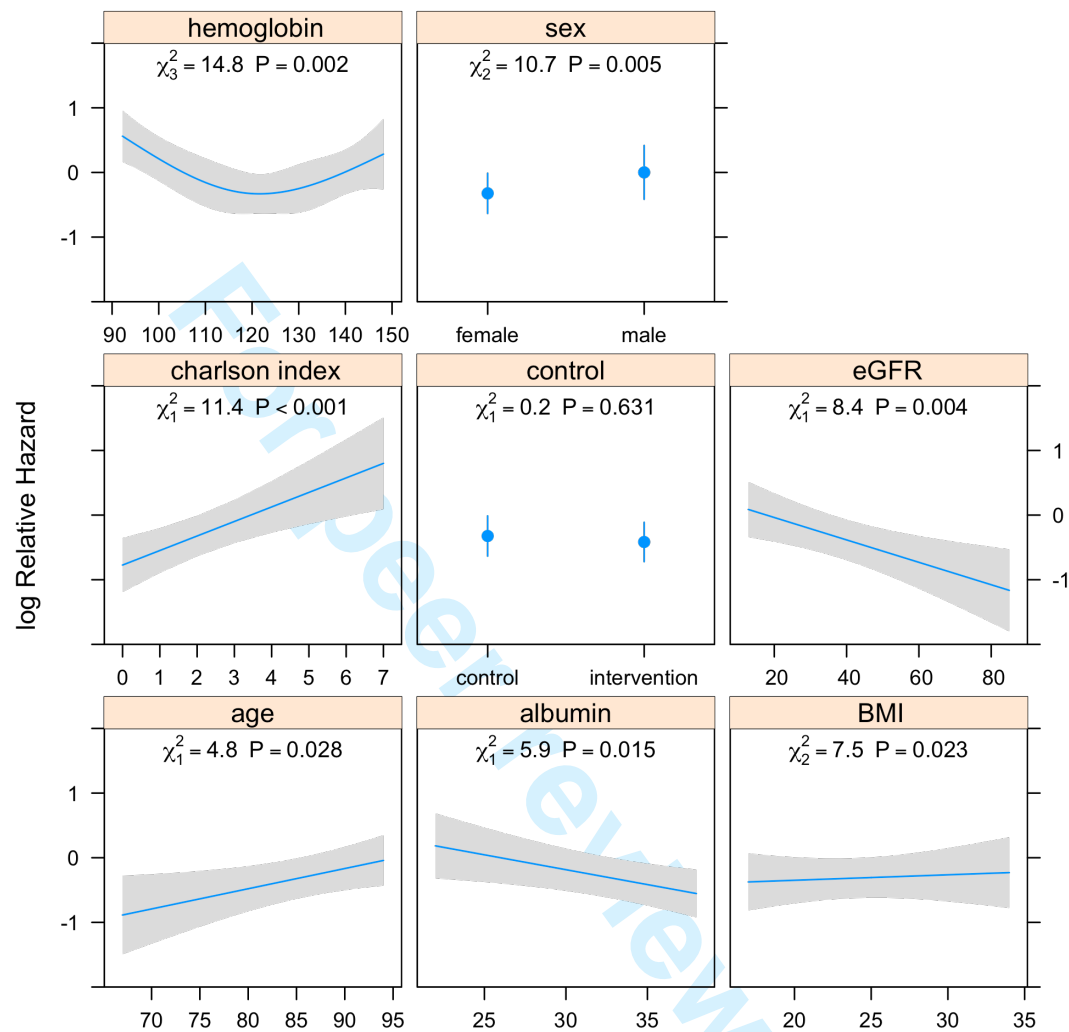 hemoglobin
sex
χ²₃ = 14.8 P = 0.002
χ²₂ = 10.7 P = 0.005
1
0
-1
90 100 110 120 130 140 150
female male
charlson index
control
eGFR
χ²₁ = 11.4 P < 0.001
χ²₁ = 0.2 P = 0.631
χ²₁ = 8.4 P = 0.004
1
0
-1
log Relative Hazard
0 1 2 3 4 5 6 7
control intervention
20 40 60 80
age
albumin
BMI
χ²₁ = 4.8 P = 0.028
χ²₁ = 5.9 P = 0.015
χ²₂ = 7.5 P = 0.023
1
0
-1
70 75 80 85 90 95
25 30 35
20 25 30 35
For peer review